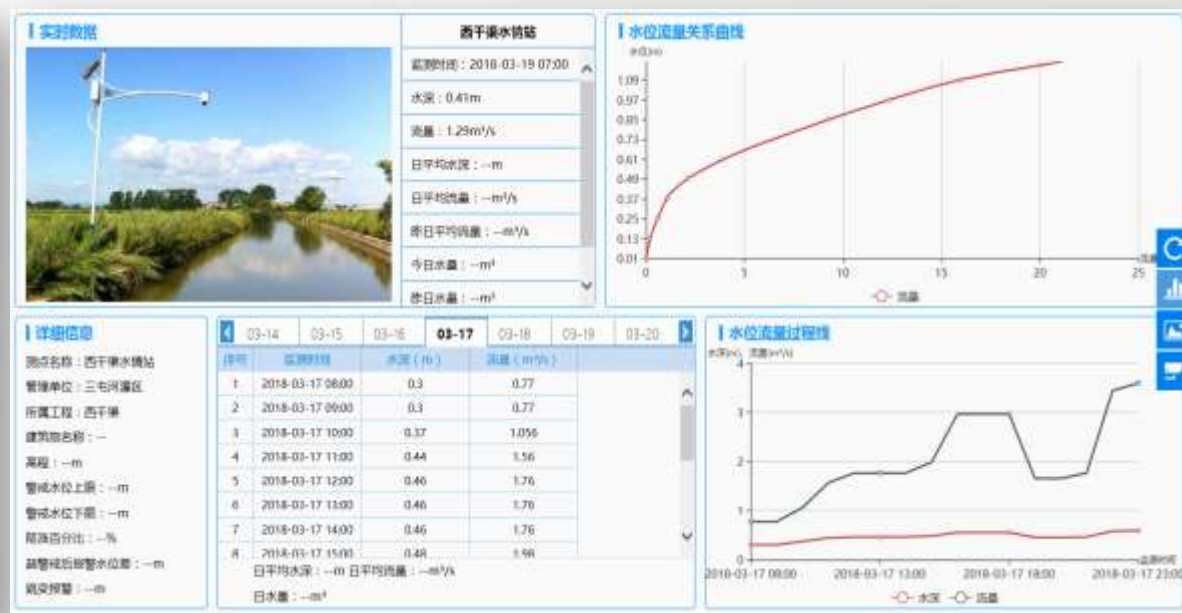 实时数据
西干渠水情站
监测时间：2018-03-19 07:00
水深：0.41m
流量：1.29m³/s
日平均水深：--m
日平均流量：--m³/s
昨日平均流量：--m³/s
今日水量：--m³
昨日水量：--m³
水位流量关系曲线
水位(m)
1.09
0.97
0.85
0.73
0.61
0.49
0.37
0.25
0.13
0.01
0 5 10 15 20 25
流量
流量
详细信息
测点名称：西干渠水情站
管理单位：三屯河灌区
所属工程：西干渠
建筑物名称：--
高程：--m
警戒水位上限：--m
警戒水位下限：--m
--%
--m
跳变报警：--m
03-14 03-15 03-16 03-17 03-18 03-19 03-20
序号 监测时间 水深（m） 流量（m³/s）
1 2018-03-17 08:00 0.3 0.77
2 2018-03-17 09:00 0.3 0.77
3 2018-03-17 10:00 0.37 1.056
4 2018-03-17 11:00 0.44 1.56
5 2018-03-17 12:00 0.46 1.76
6 2018-03-17 13:00 0.46 1.76
7 2018-03-17 14:00 0.46 1.76
8 2018-03-17 15:00 0.48 1.98
日平均水深：--m 日平均流量：--m³/s
日水量：--m³
水位流量过程线
水深(m)，流量(m³/s)
4
3
2
1
0
监测时间
2018-03-17 08:00 2018-03-17 13:00 2018-03-17 18:00 2018-03-17 23:00
水深 流量